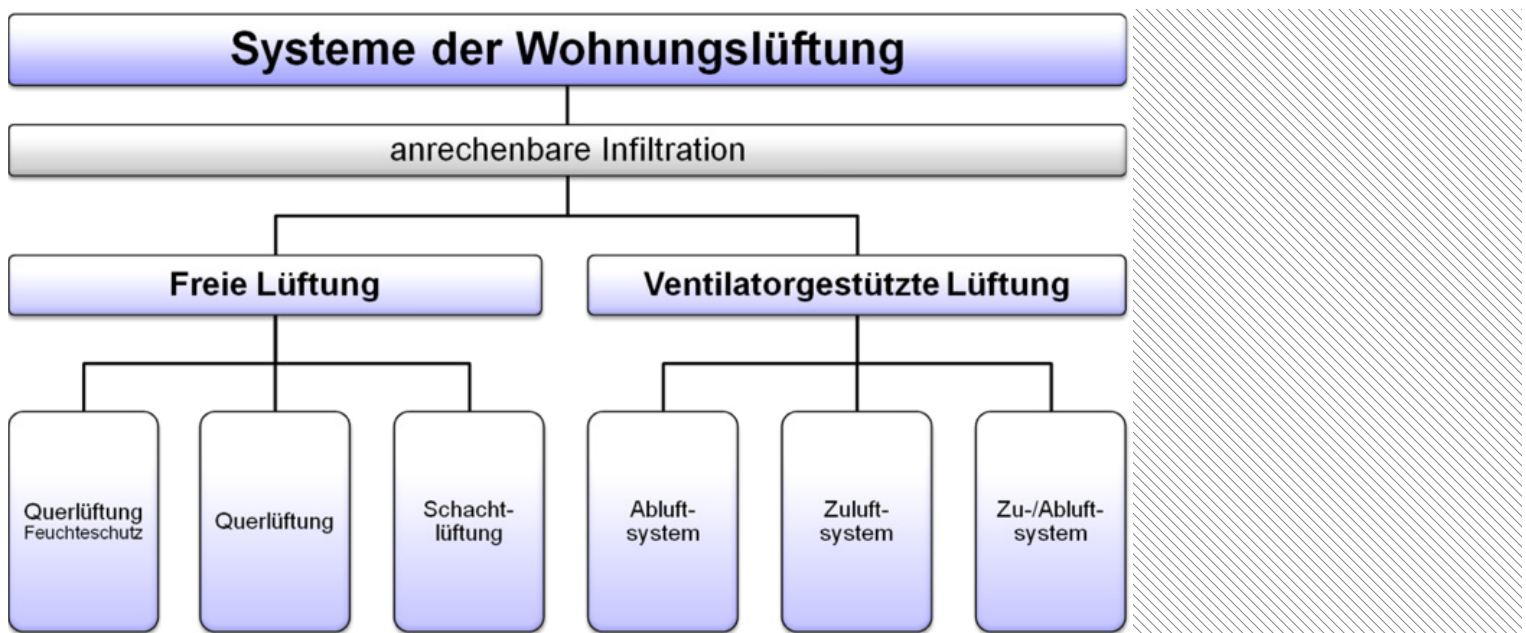 Systeme der Wohnungslüftung
anrechenbare Infiltration
Freie Lüftung
Ventilatorgestützte Lüftung
Querlüftung
Feuchteschutz
Querlüftung
Schacht-
lüftung
Abluft-
system
Zuluft-
system
Zu-/Abluft-
system